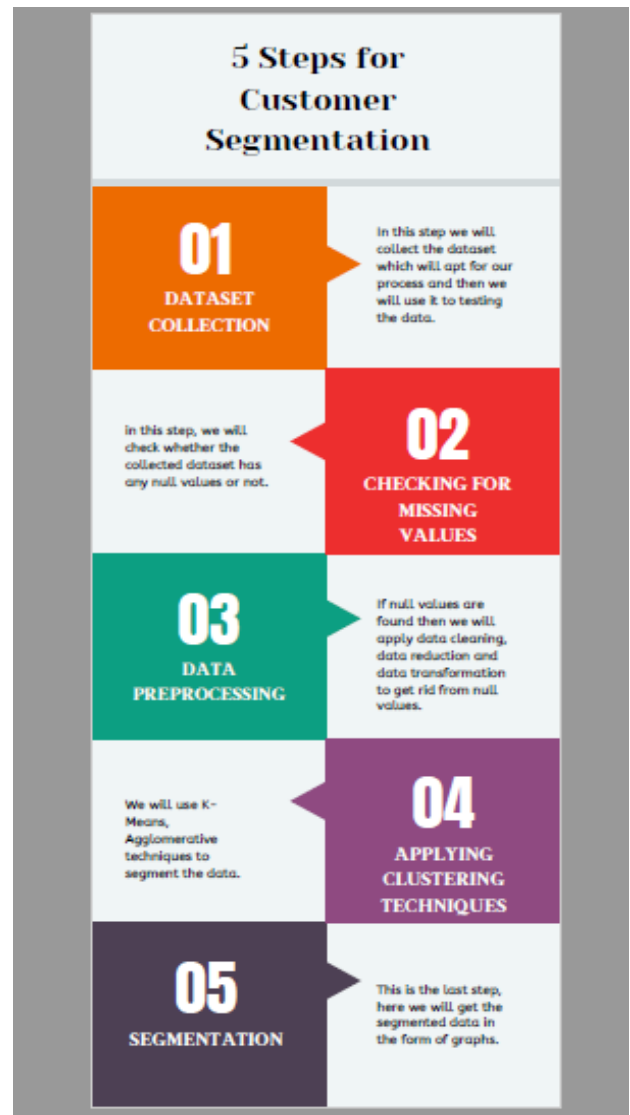 5 Steps for
Customer
Segmentation
01
DATASET
COLLECTION
In this step we will
collect the dataset
which will apt for our
process and then we
will use it to testing
the data.
in this step, we will
check whether the
collected dataset has
any null values or not.
02
CHECKING FOR
MISSING
VALUES
03
DATA
PREPROCESSING
If null values are
found then we will
apply data cleaning,
data reduction and
data transformation
to get rid from null
values.
We will use K-
Means,
Agglomerative
techniques to
segment the data.
04
APPLYING
CLUSTERING
TECHNIQUES
05
SEGMENTATION
This is the last step,
here we will get the
segmented data in
the form of graphs.